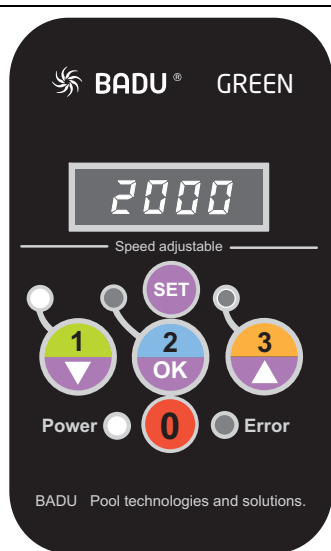 BADU® GREEN
2000
Speed adjustable
SET
1 2 3
OK
Power 0 Error
BADU Pool technologies and solutions.